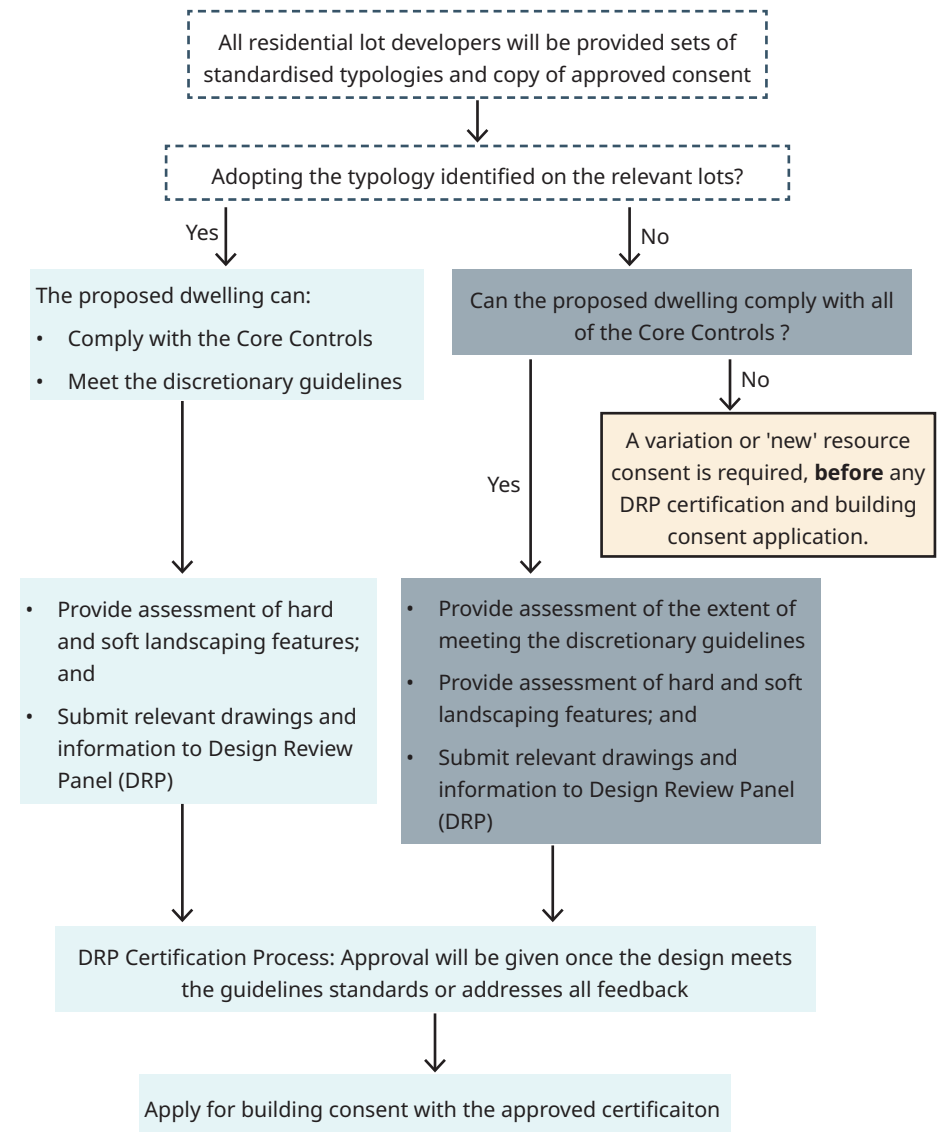 All residential lot developers will be provided sets of
standardised typologies and copy of approved consent
Adopting the typology identified on the relevant lots?
Yes
No
The proposed dwelling can:
• Comply with the Core Controls
• Meet the discretionary guidelines
Can the proposed dwelling comply with all
of the Core Controls ?
No
A variation or 'new' resource
consent is required, before any
DRP certification and building
consent application.
Yes
• Provide assessment of hard
and soft landscaping features;
and
• Submit relevant drawings and
information to Design Review
Panel (DRP)
• Provide assessment of the extent of
meeting the discretionary guidelines
• Provide assessment of hard and soft
landscaping features; and
• Submit relevant drawings and
information to Design Review Panel
(DRP)
DRP Certification Process: Approval will be given once the design meets
the guidelines standards or addresses all feedback
Apply for building consent with the approved certificaiton